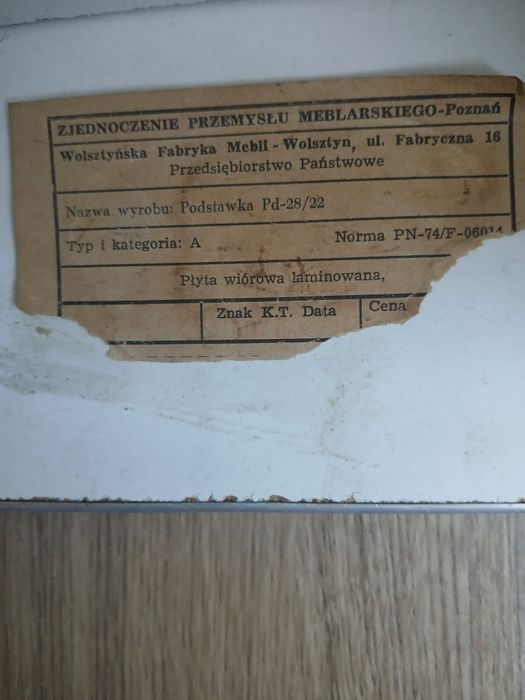 ZJEDNOCZENIE PRZEMYSŁU MEBLARSKIEGO-Poznań
Wolsztyńska Fabryka Mebli - Wolsztyn, ul. Fabryczna 16
Przedsiębiorstwo Państwowe
Nazwa wyrobu: Podstawka Pd-28/22
Typ i kategoria: A Norma PN-74/F-06014
Płyta wiórowa laminowana,
Znak K.T. Data Cena